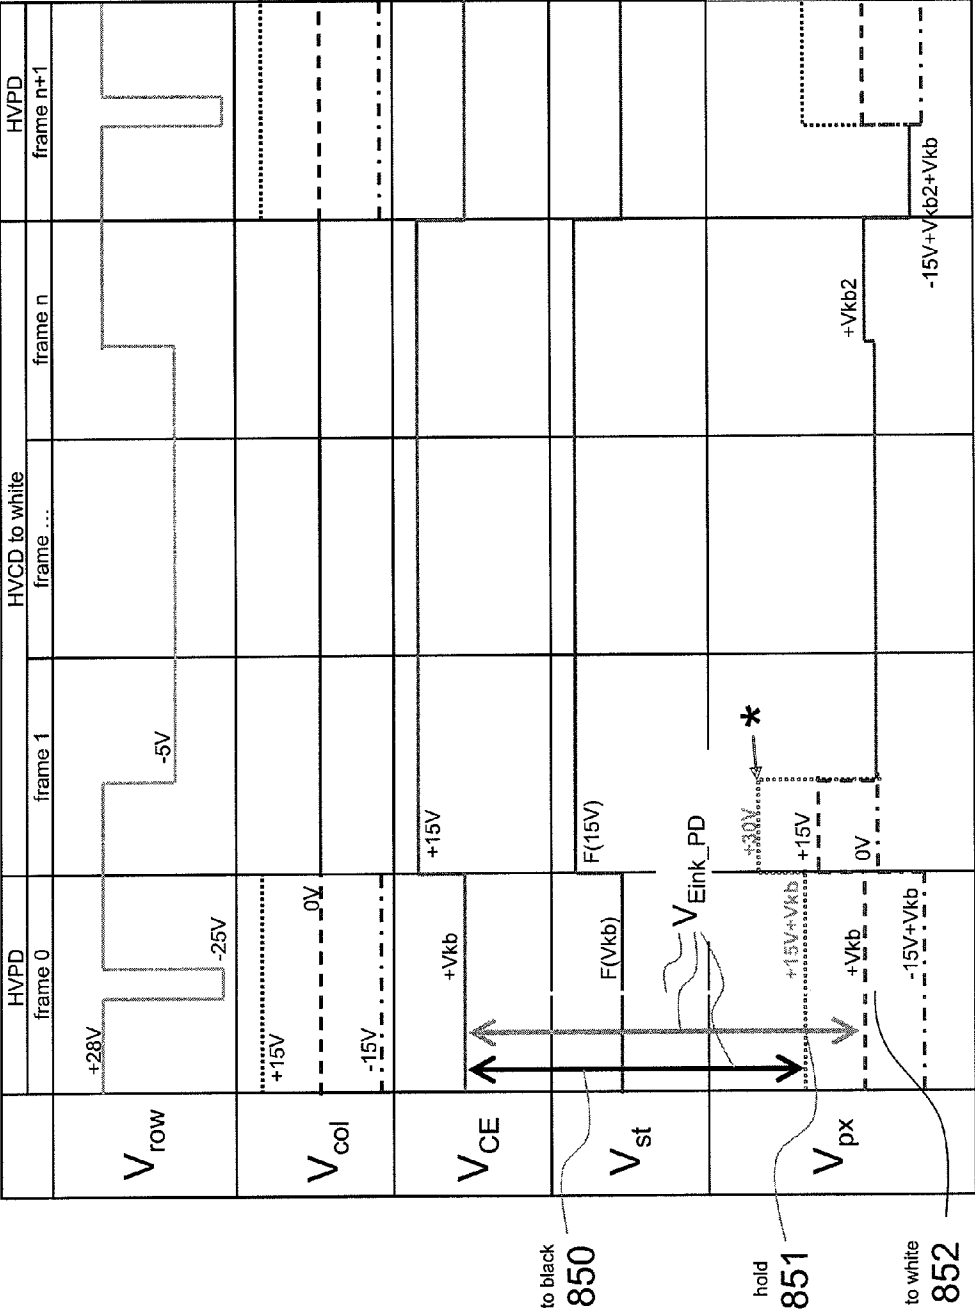 HVPD
HVCD to white
HVPD
frame 0
frame 1
frame ...
frame n
frame n+1
Vrow
+28V
-25V
-5V
Vcol
+15V
0V
-15V
VCE
+Vkb
+15V
Vst
F(Vkb)
F(15V)
VEink_PD
Vpx
+15V+Vkb
+Vkb
-15V+Vkb
+30V
+15V
0V
*
+Vkb2
-15V+Vkb2+Vkb
to black
850
hold
851
to white
852